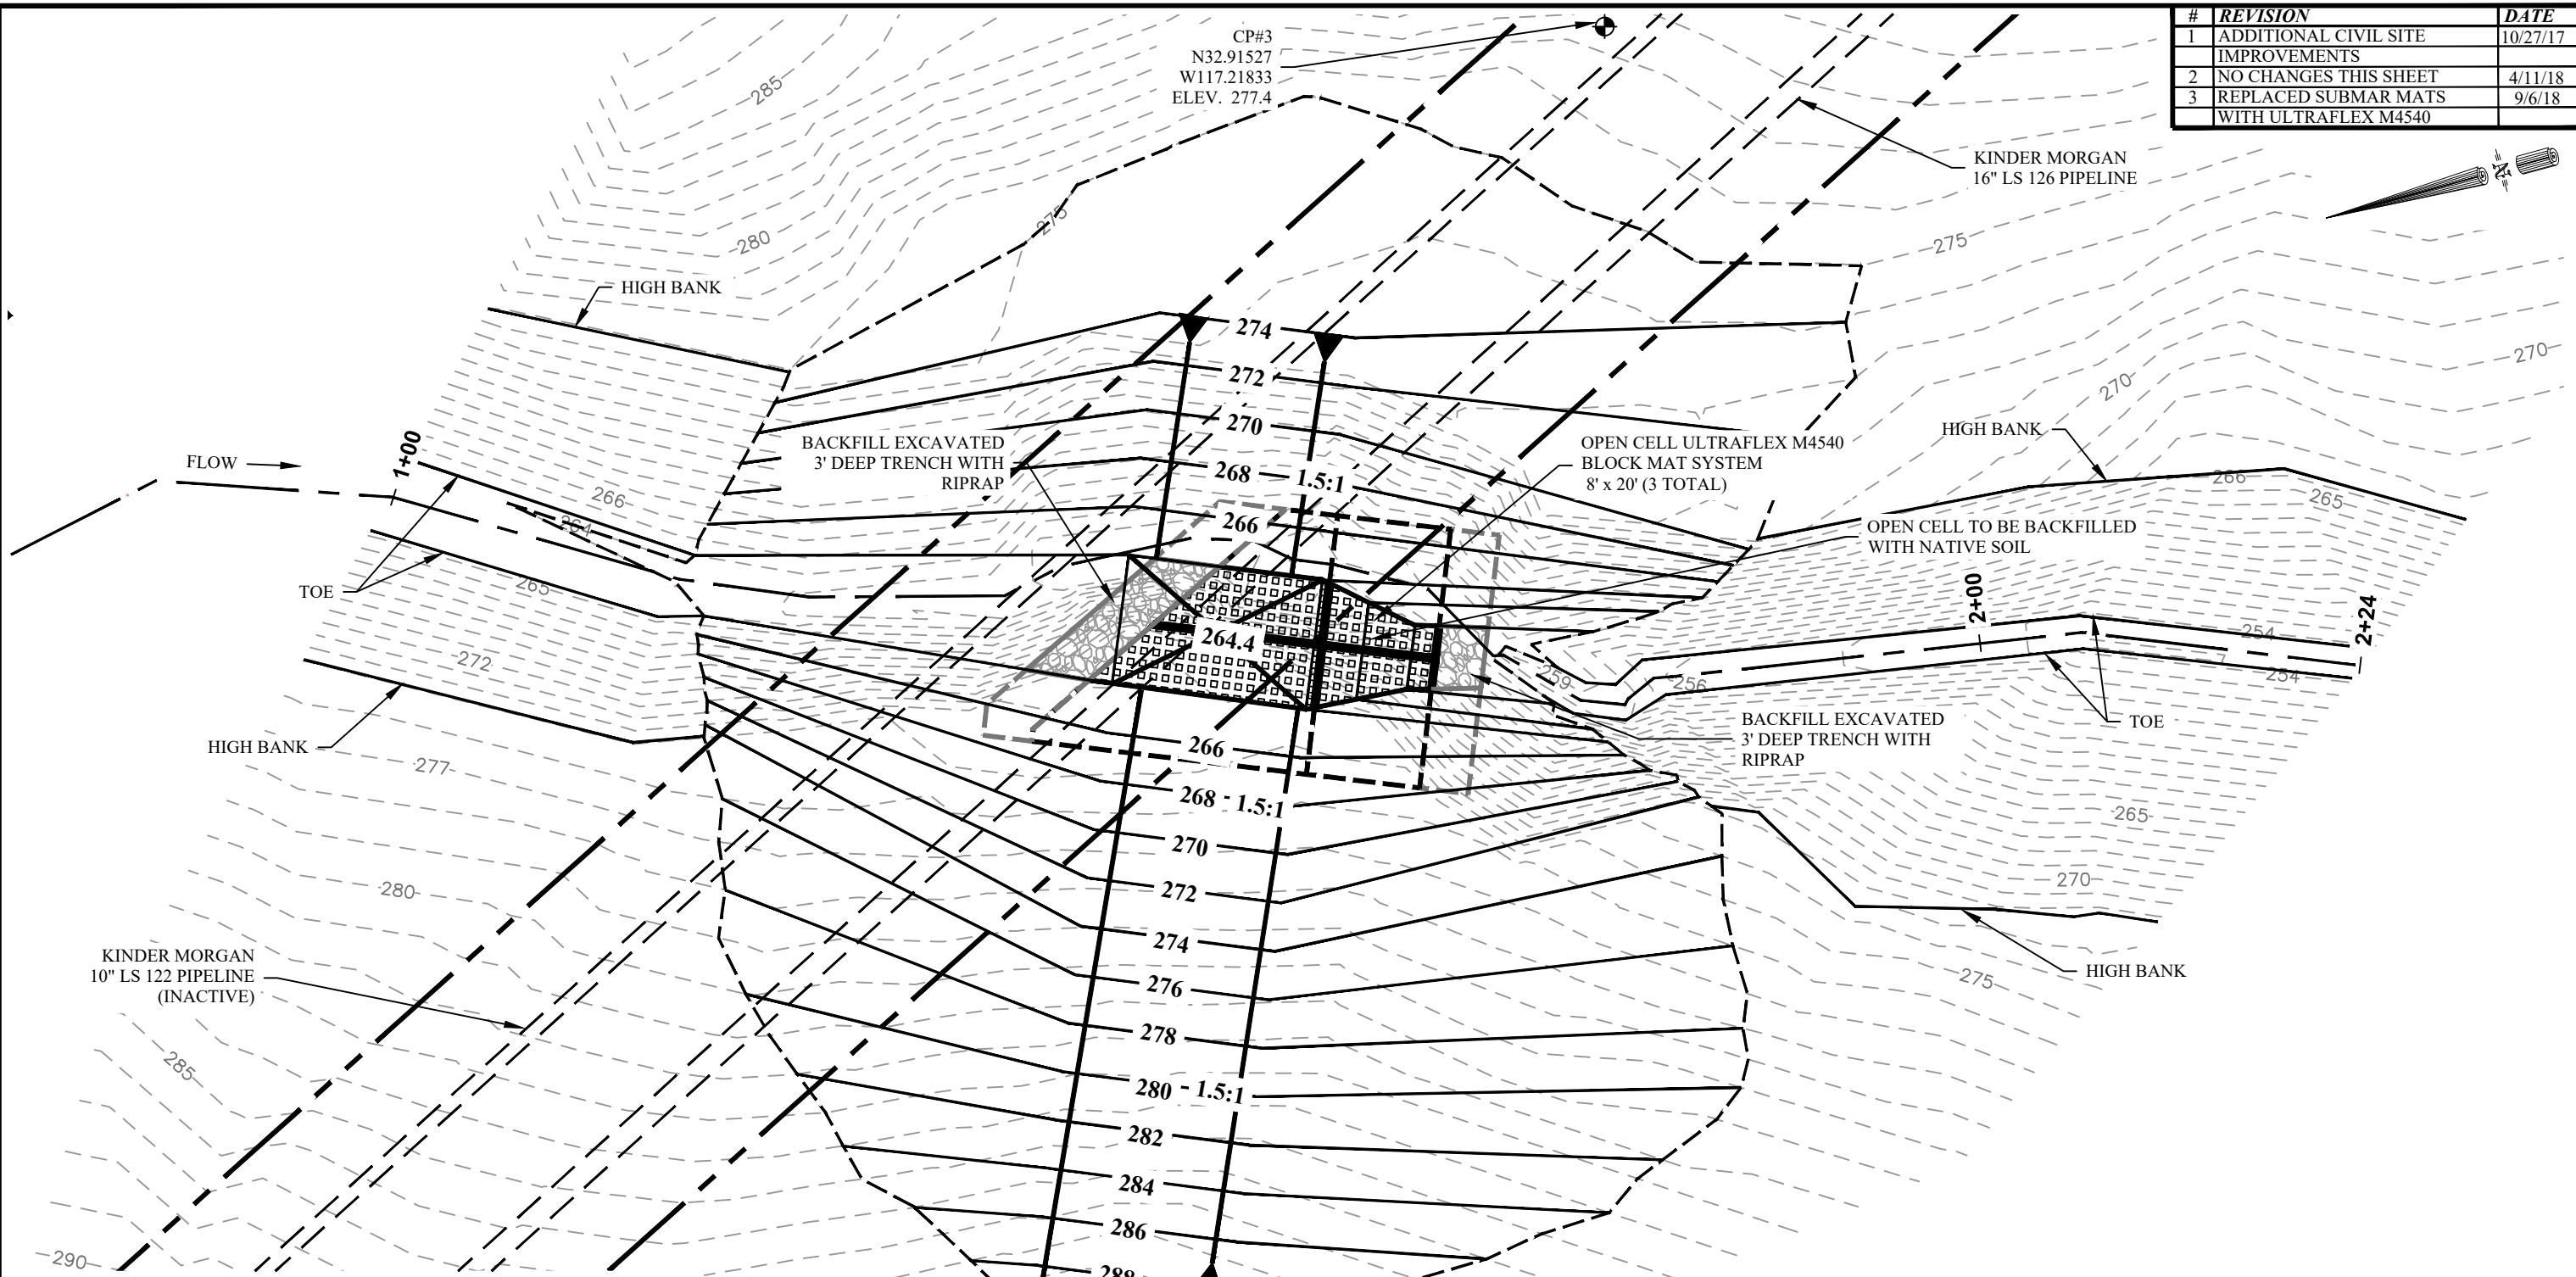 # REVISION DATE
1 ADDITIONAL CIVIL SITE 10/27/17
IMPROVEMENTS
2 NO CHANGES THIS SHEET 4/11/18
3 REPLACED SUBMAR MATS 9/6/18
WITH ULTRAFLEX M4540
CP#3
N32.91527
W117.21833
ELEV. 277.4
285
KINDER MORGAN
16" LS 126 PIPELINE
N
275
280
275
HIGH BANK
274
270
272
270
270
HIGH BANK
BACKFILL EXCAVATED
3' DEEP TRENCH WITH
RIPRAP
OPEN CELL ULTRAFLEX M4540
BLOCK MAT SYSTEM
8' x 20' (3 TOTAL)
1+00
FLOW
268 1.5:1
266
265
266
264
266
OPEN CELL TO BE BACKFILLED
WITH NATIVE SOIL
TOE
265
2+00
2+24
264.4
254
272
259
256
254
BACKFILL EXCAVATED
3' DEEP TRENCH WITH
RIPRAP
TOE
HIGH BANK
266
277
268 - 1.5:1
265
270
270
280
272
274
KINDER MORGAN
10" LS 122 PIPELINE
(INACTIVE)
HIGH BANK
275
276
278
285
280 - 1.5:1
282
284
286
290
288